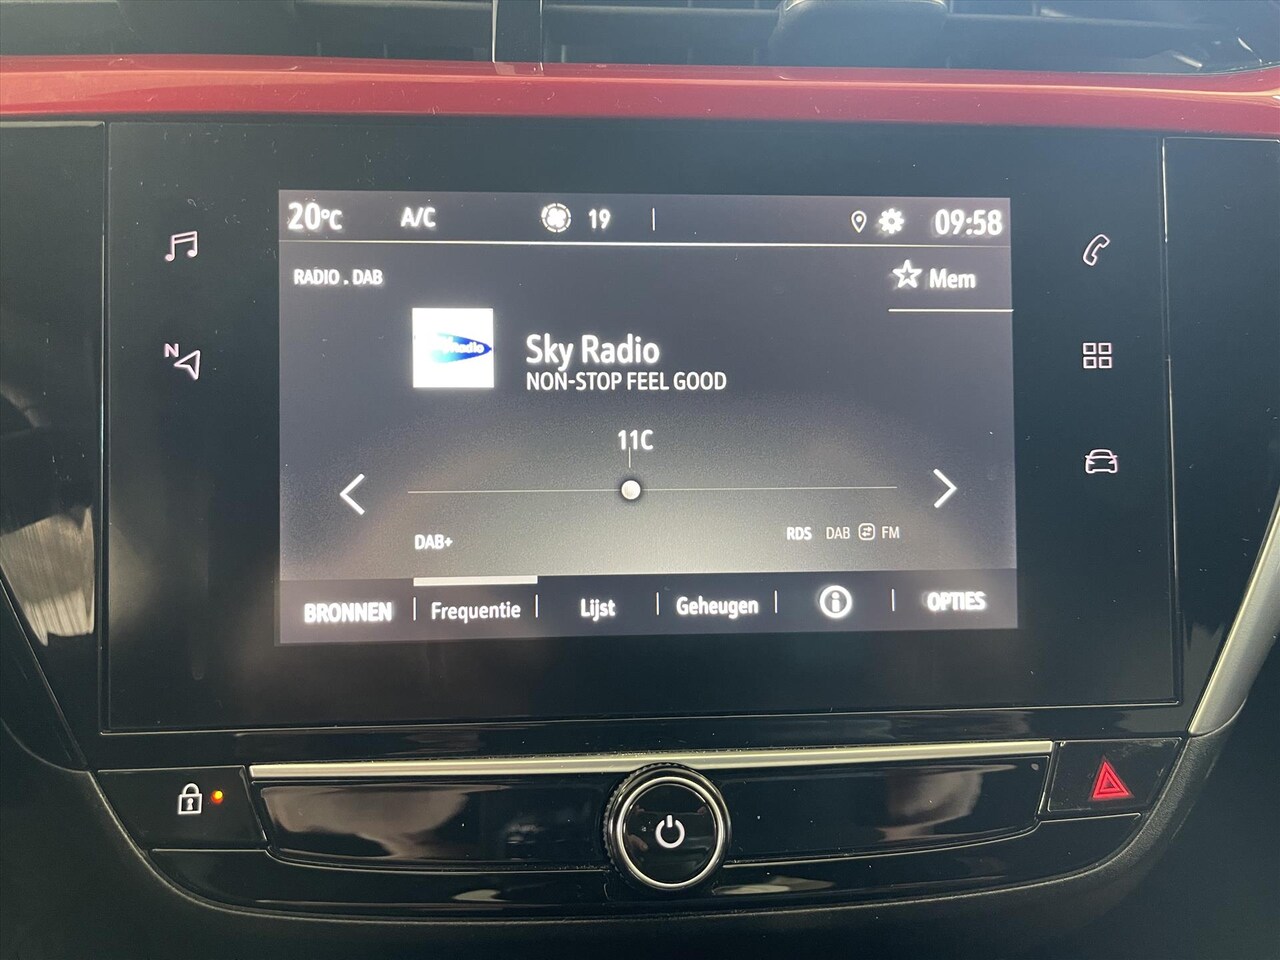 20°C A/C 19 09:58
RADIO . DAB
Mem
Radio
Sky Radio
NON-STOP FEEL GOOD
N
11C
DAB+
RDS DAB FM
BRONNEN Frequentie Lijst Geheugen OPTIES